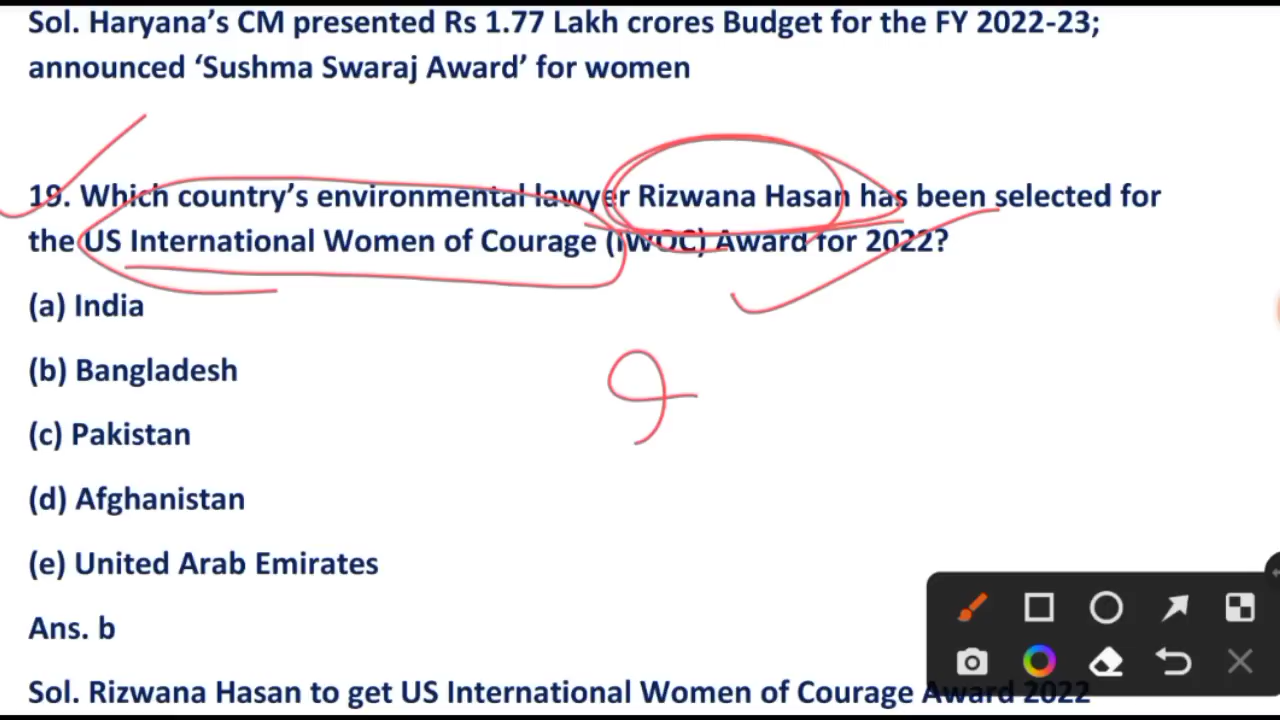 Sol. Haryana’s CM presented Rs 1.77 Lakh crores Budget for the FY 2022-23;
announced ‘Sushma Swaraj Award’ for women
19. Which country’s environmental lawyer Rizwana Hasan has been selected for
the US International Women of Courage (IWOC) Award for 2022?
(a) India
(b) Bangladesh
(c) Pakistan
(d) Afghanistan
(e) United Arab Emirates
Ans. b
Sol. Rizwana Hasan to get US International Women of Courage Award 2022